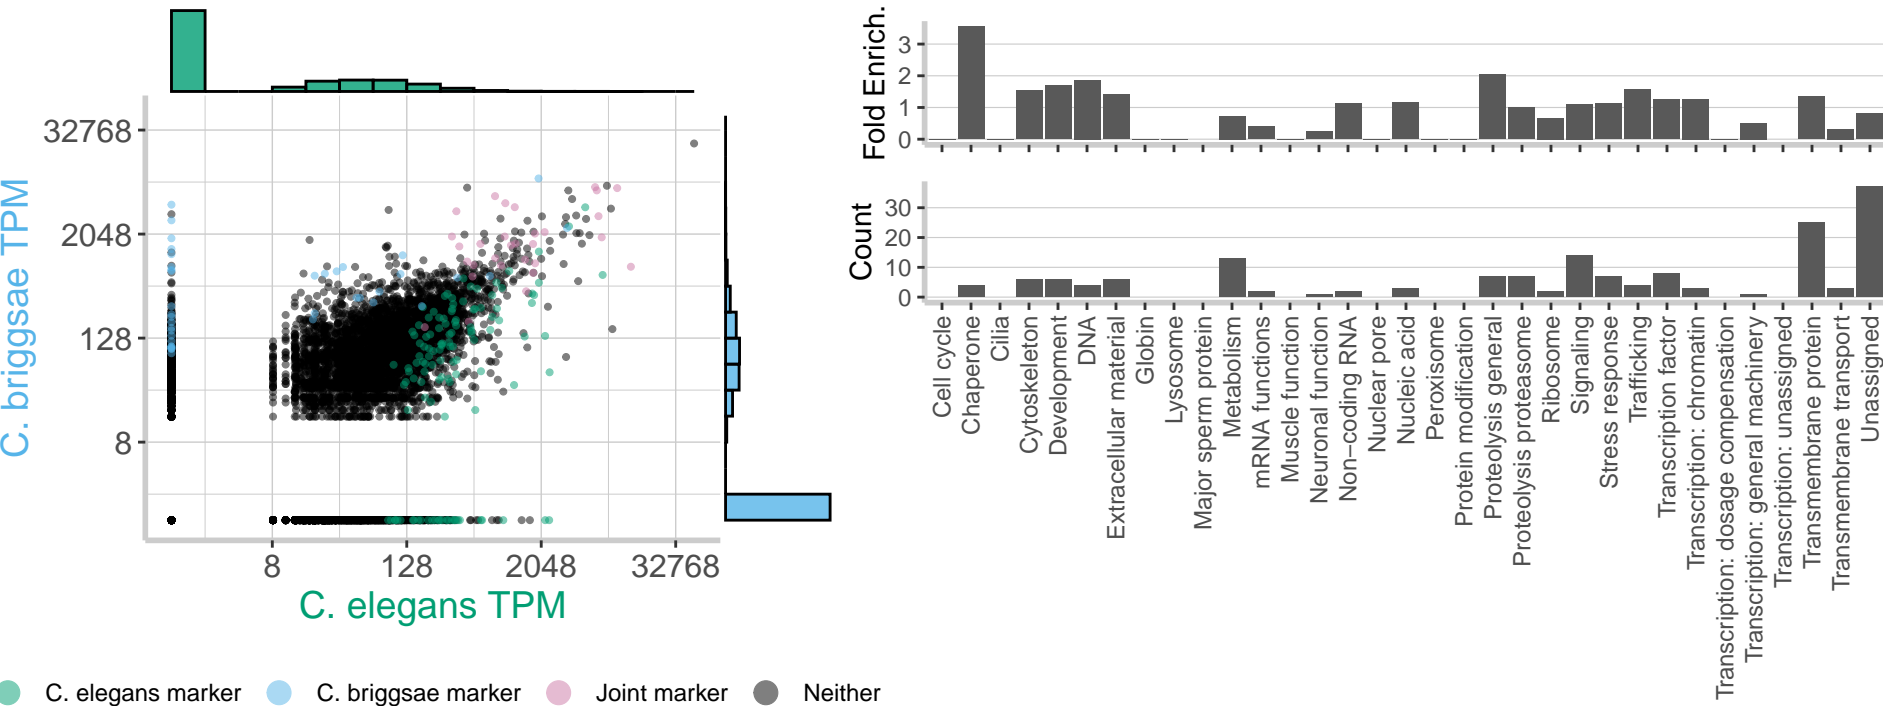 C. briggsae TPM
32768
2048
128
8
8
128
2048
32768
C. elegans TPM
C. elegans marker
C. briggsae marker
Joint marker
Neither
Fold Enrich.
3
2
1
0
Count
30
20
10
0
Cell cycle
Chaperone
Cilia
Cytoskeleton
Development
DNA
Extracellular material
Globin
Lysosome
Major sperm protein
Metabolism
mRNA functions
Muscle function
Neuronal function
Non−coding RNA
Nuclear pore
Nucleic acid
Peroxisome
Protein modification
Proteolysis general
Proteolysis proteasome
Ribosome
Signaling
Stress response
Trafficking
Transcription factor
Transcription: chromatin
Transcription: dosage compensation
Transcription: general machinery
Transcription: unassigned
Transmembrane protein
Transmembrane transport
Unassigned